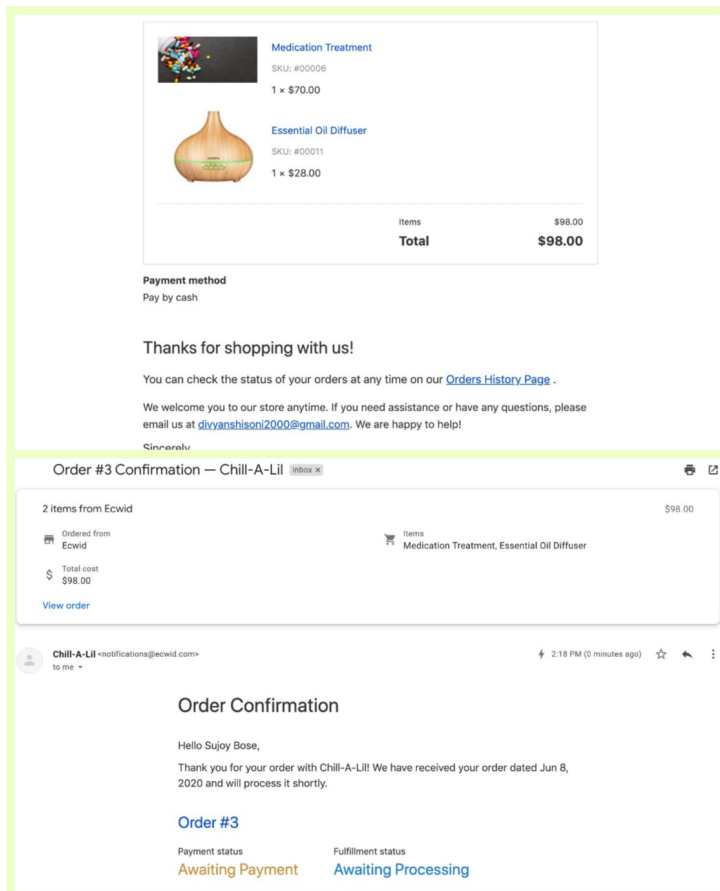 Medication Treatment
SKU: #00006
1 × $70.00
Essential Oil Diffuser
SKU: #00011
1 × $28.00
Items $98.00
Total $98.00
Payment method
Pay by cash
Thanks for shopping with us!
You can check the status of your orders at any time on our Orders History Page .
We welcome you to our store anytime. If you need assistance or have any questions, please
email us at divyanshisoni2000@gmail.com. We are happy to help!
Sincerely
Order #3 Confirmation — Chill-A-Lil Inbox ×
2 items from Ecwid $98.00
Ordered from
Ecwid
Items
Medication Treatment, Essential Oil Diffuser
Total cost
$98.00
View order
Chill-A-Lil <notifications@ecwid.com> 2:18 PM (0 minutes ago)
to me
Order Confirmation
Hello Sujoy Bose,
Thank you for your order with Chill-A-Lil! We have received your order dated Jun 8,
2020 and will process it shortly.
Order #3
Payment status Fulfillment status
Awaiting Payment Awaiting Processing